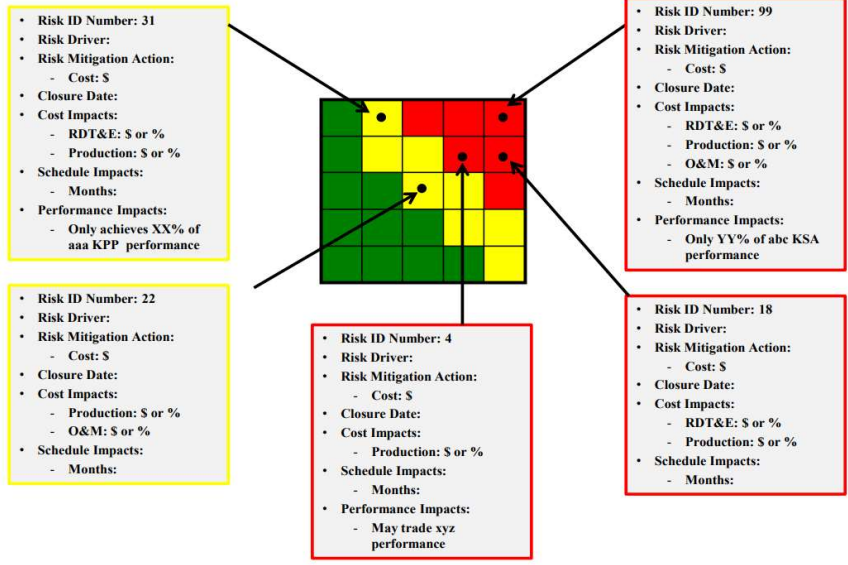 • Risk ID Number: 31
• Risk Driver:
• Risk Mitigation Action:
- Cost: $
• Closure Date:
• Cost Impacts:
- RDT&E: $ or %
- Production: $ or %
• Schedule Impacts:
- Months:
• Performance Impacts:
- Only achieves XX% of
aaa KPP performance
• Risk ID Number: 99
• Risk Driver:
• Risk Mitigation Action:
- Cost: $
• Closure Date:
• Cost Impacts:
- RDT&E: $ or %
- Production: $ or %
- O&M: $ or %
• Schedule Impacts:
- Months:
• Performance Impacts:
- Only YY% of abc KSA
performance
• Risk ID Number: 22
• Risk Driver:
• Risk Mitigation Action:
- Cost: $
• Closure Date:
• Cost Impacts:
- Production: $ or %
- O&M: $ or %
• Schedule Impacts:
- Months:
• Risk ID Number: 4
• Risk Driver:
• Risk Mitigation Action:
- Cost: $
• Closure Date:
• Cost Impacts:
- Production: $ or %
• Schedule Impacts:
- Months:
• Performance Impacts:
- May trade xyz
performance
• Risk ID Number: 18
• Risk Driver:
• Risk Mitigation Action:
- Cost: $
• Closure Date:
• Cost Impacts:
- RDT&E: $ or %
- Production: $ or %
• Schedule Impacts:
- Months: